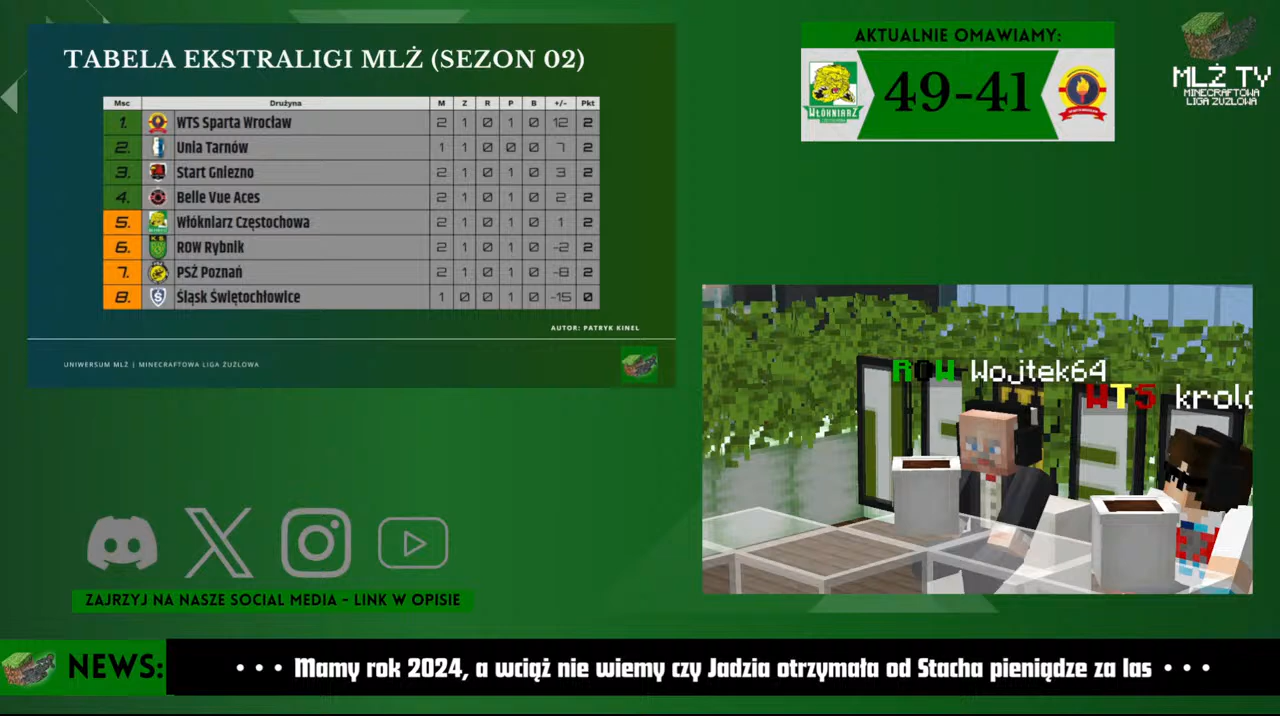 TABELA EKSTRALIGI MLŻ (SEZON 02)
Msc Drużyna M Z R P B +/- Pkt
1. WTS Sparta Wrocław 2 1 0 1 0 12 2
2. Unia Tarnów 1 1 0 0 0 7 2
3. Start Gniezno 2 1 0 1 0 3 2
4. Belle Vue Aces 2 1 0 1 0 2 2
5. Włókniarz Częstochowa 2 1 0 1 0 1 2
6. ROW Rybnik 2 1 0 1 0 -2 2
7. PSŻ Poznań 2 1 0 1 0 -8 2
8. Śląsk Świętochłowice 1 0 0 1 0 -15 0
AUTOR: PATRYK KINEL
UNIWERSUM MLŻ | MINECRAFTOWA LIGA ŻUŻLOWA
AKTUALNIE OMAWIAMY:
WŁÓKNIARZ
49-41
MLŻ TV
MINECRAFTOWA
LIGA ŻUŻLOWA
ROW Wojtek64
WTS
ZAJRZYJ NA NASZE SOCIAL MEDIA - LINK W OPISIE
NEWS: • • • Mamy rok 2024, a wciąż nie wiemy czy Jadzia otrzymała od Stacha pieniądze za las • • •